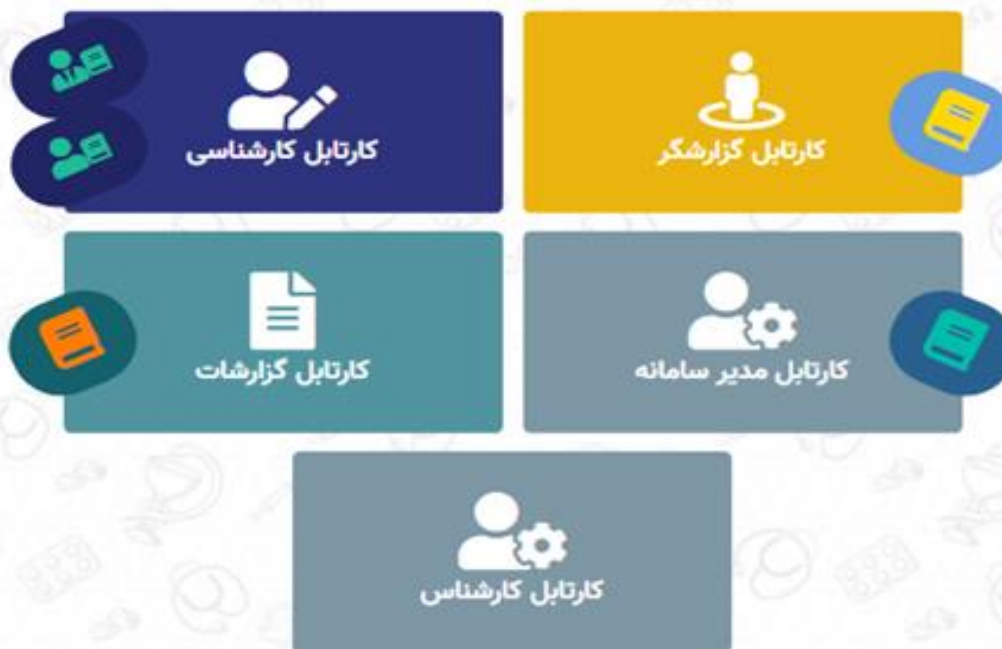 کارتابل گزارشگر
کارتابل کارشناسی
کارتابل مدیر سامانه
کارتابل گزارشات
کارتابل کارشناس